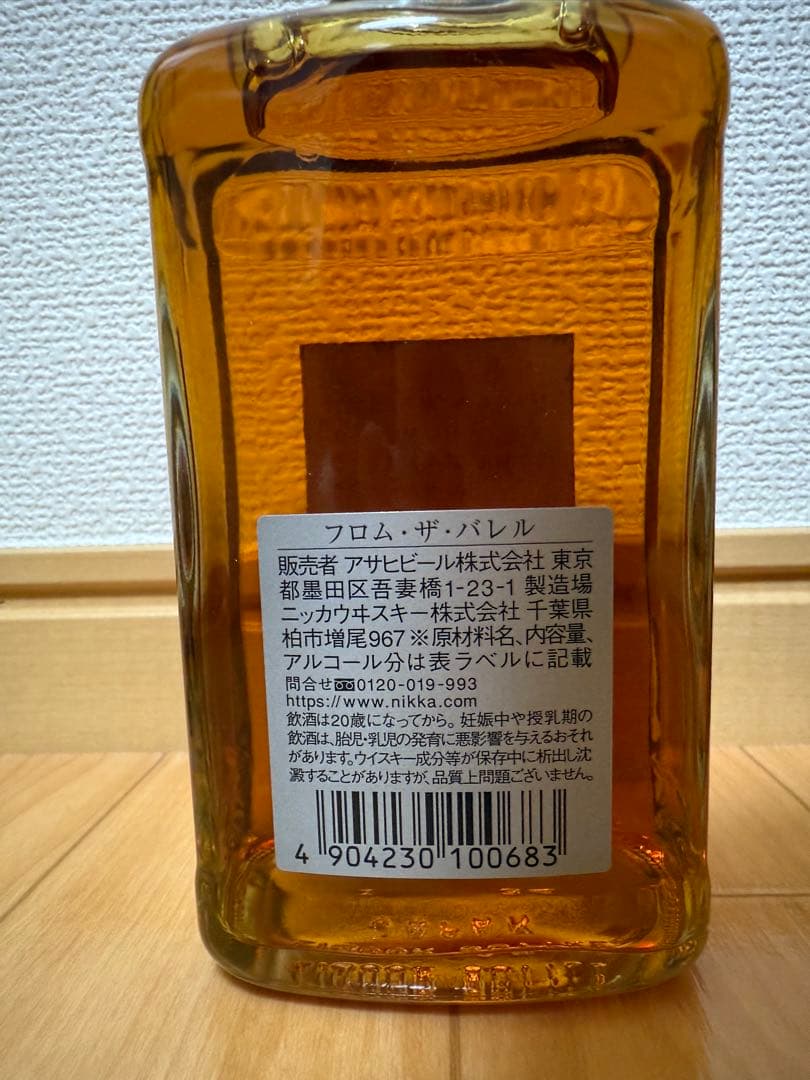 フロム・ザ・バレル
販売者 アサヒビール株式会社 東京
都墨田区吾妻橋1-23-1 製造場
ニッカウヰスキー株式会社 千葉県
柏市増尾967 ※原材料名、内容量、
アルコール分は表ラベルに記載
問合せ 0120-019-993
https://www.nikka.com
飲酒は20歳になってから。妊娠中や授乳期の
飲酒は、胎児・乳児の発育に悪影響を与えるおそれ
があります。ウイスキー成分等が保存中に析出し沈
澱することがありますが、品質上問題ございません。
4 904230 100683